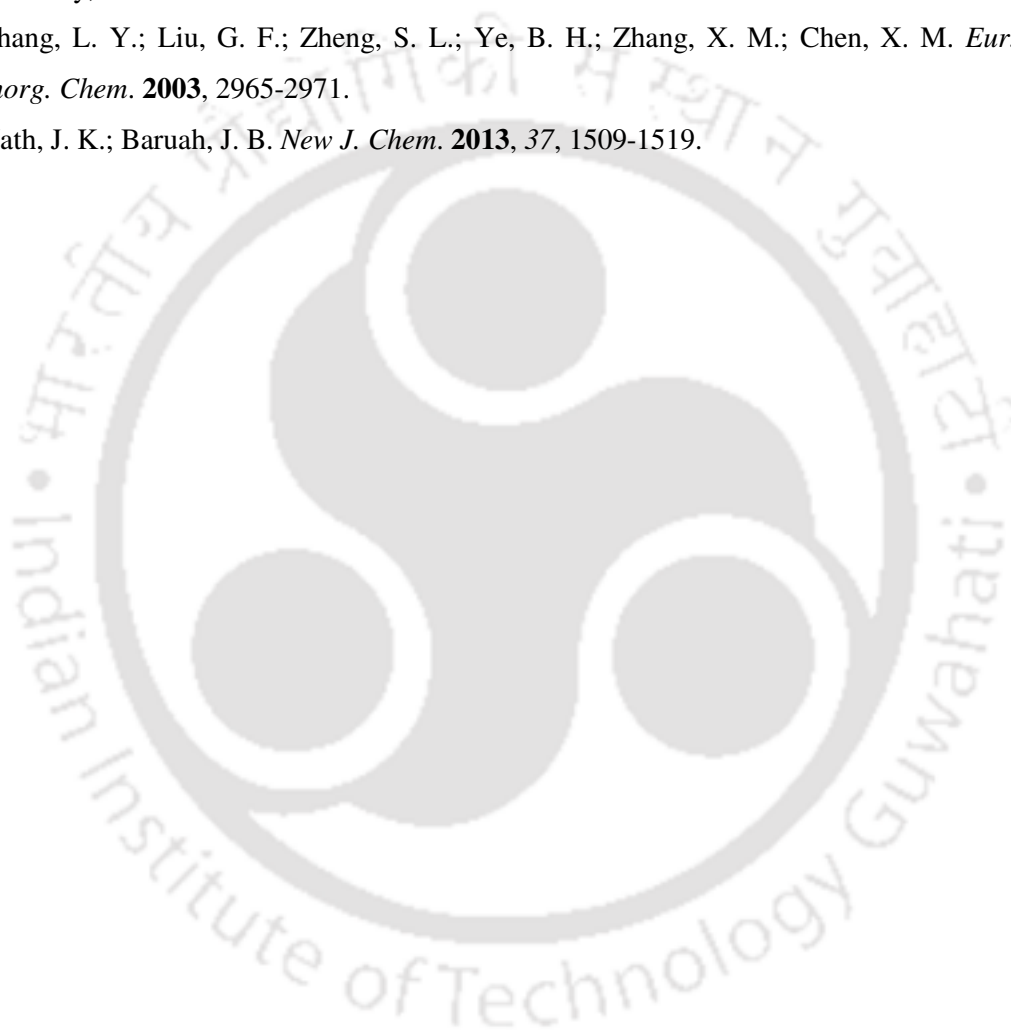 hang, L. Y.; Liu, G. F.; Zheng, S. L.; Ye, B. H.; Zhang, X. M.; Chen, X. M. Eur.
norg. Chem. 2003, 2965-2971.
ath, J. K.; Baruah, J. B. New J. Chem. 2013, 37, 1509-1519.
भारतीय प्रौद्योगिकी संस्थान गुवाहाटी
• Indian Institute of Technology Guwahati •